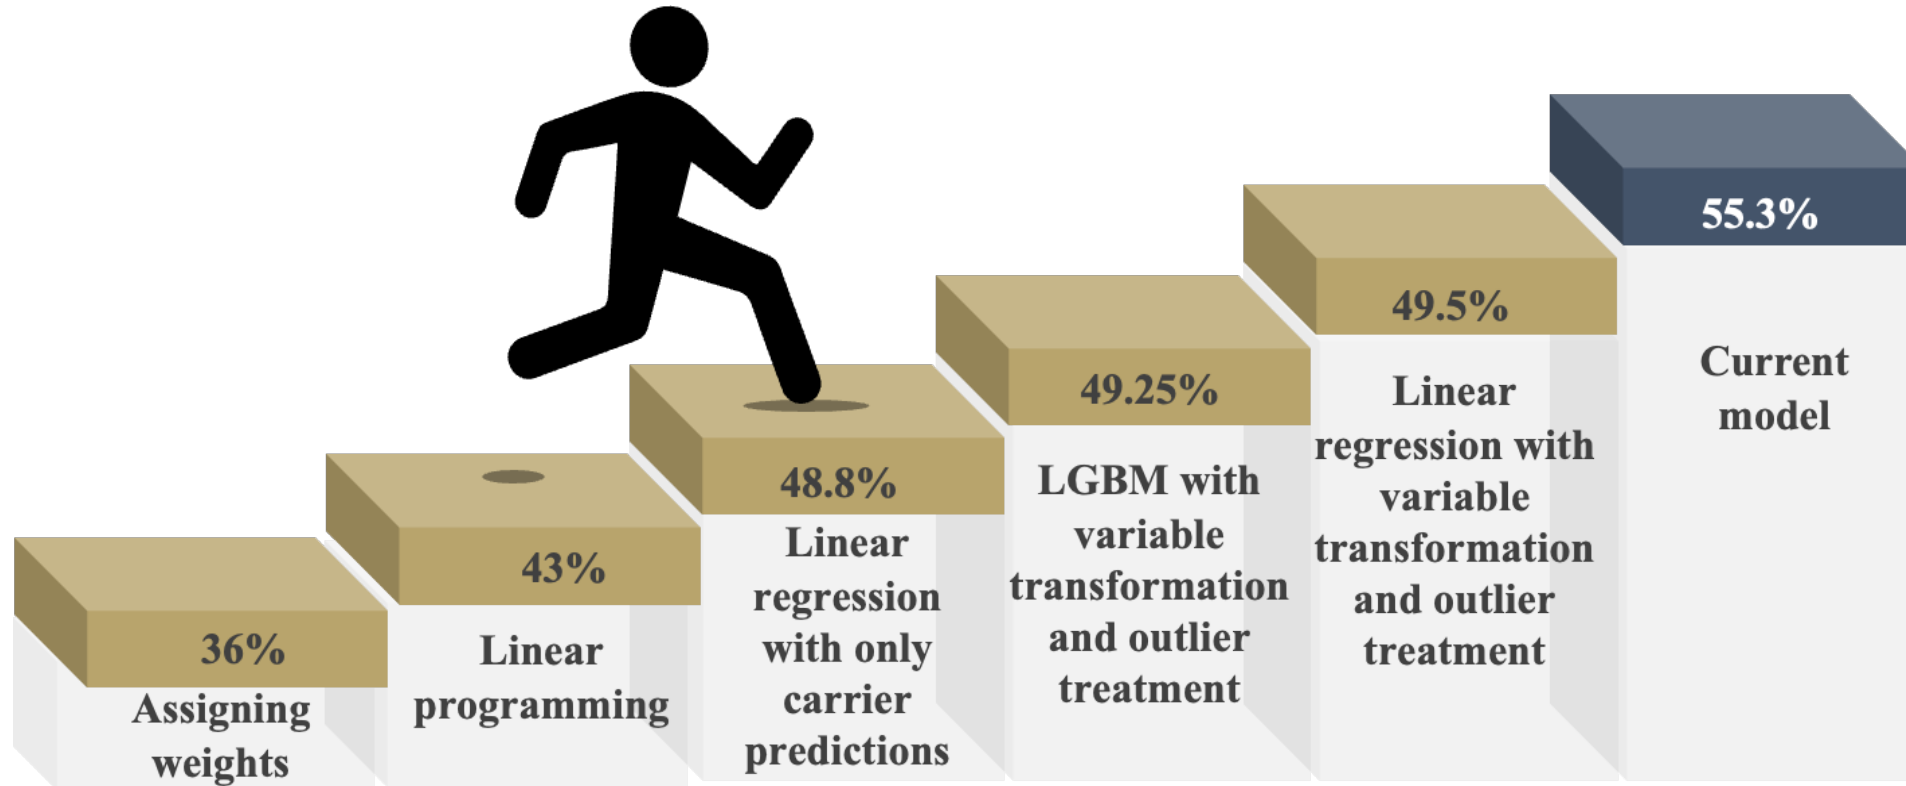 36%
Assigning
weights
43%
Linear
programming
48.8%
Linear
regression
with only
carrier
predictions
49.25%
LGBM with
variable
transformation
and outlier
treatment
49.5%
Linear
regression with
variable
transformation
and outlier
treatment
55.3%
Current
model